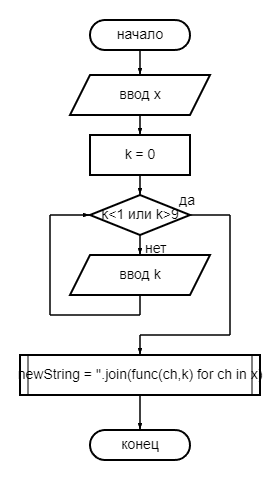 начало
ввод x
k = 0
k<1 или k>9
да
нет
ввод k
newString = ''.join(func(ch,k) for ch in x)
конец